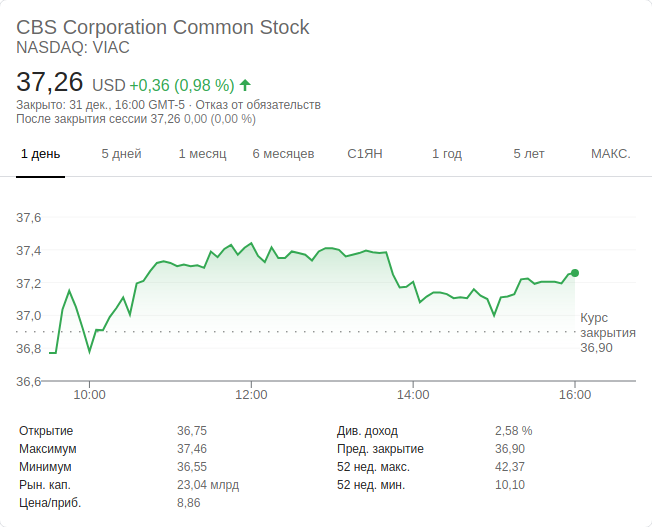 CBS Corporation Common Stock
NASDAQ: VIAC
37,26 USD +0,36 (0,98 %)
Закрыто: 31 дек., 16:00 GMT-5 · Отказ от обязательств
После закрытия сессии 37,26 0,00 (0,00 %)
1 день 5 дней 1 месяц 6 месяцев С1ЯН 1 год 5 лет МАКС.
37,6
37,4
37,2
37,0
36,8
36,6
Курс
закрытия
36,90
10:00 12:00 14:00 16:00
Открытие 36,75 Див. доход 2,58 %
Максимум 37,46 Пред. закрытие 36,90
Минимум 36,55 52 нед. макс. 42,37
Рын. кап. 23,04 млрд 52 нед. мин. 10,10
Цена/приб. 8,86